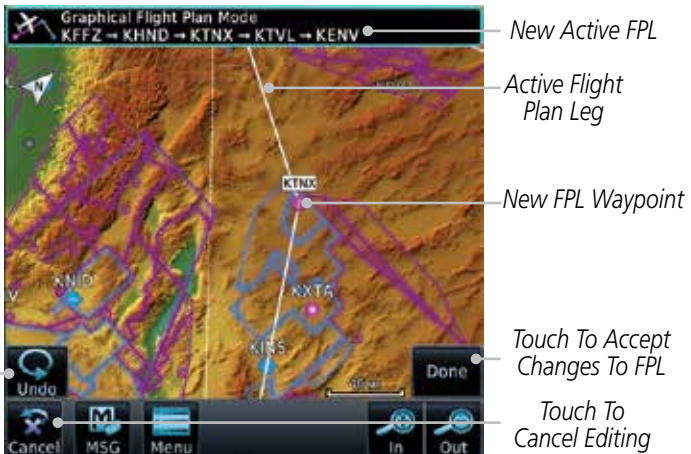 Graphical Flight Plan Mode
KFFZ → KHND → KTNX → KTVL → KENV
New Active FPL
Active Flight
Plan Leg
N
KTNX
New FPL Waypoint
KNID
KXTA
KINS
Undo
Done
Touch To Accept
Changes To FPL
Cancel
MSG
Menu
In
Out
Touch To
Cancel Editing